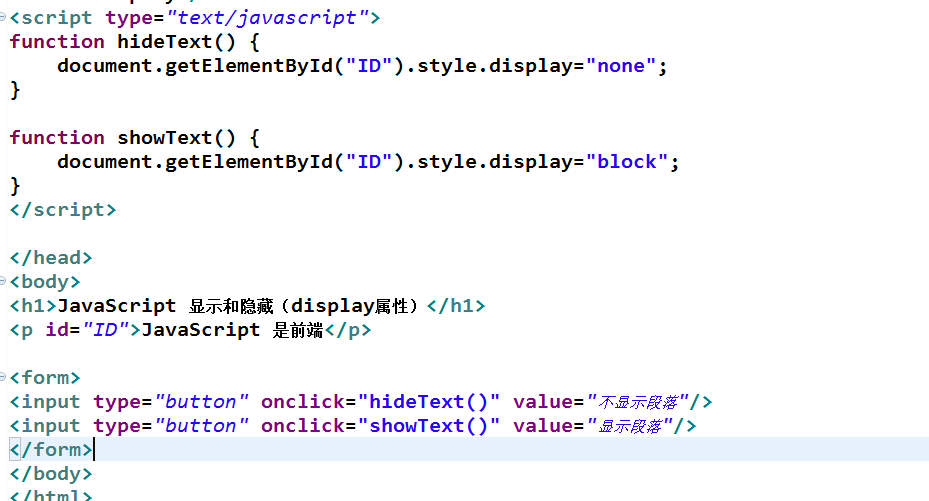 <script type="text/javascript">
function hideText() {
    document.getElementById("ID").style.display="none";
}
function showText() {
    document.getElementById("ID").style.display="block";
}
</script>
</head>
<body>
<h1>JavaScript 显示和隐藏（display属性）</h1>
<p id="ID">JavaScript 是前端</p>
<form>
<input type="button" onclick="hideText()" value="不显示段落"/>
<input type="button" onclick="showText()" value="显示段落"/>
</form>
</body>
</html>